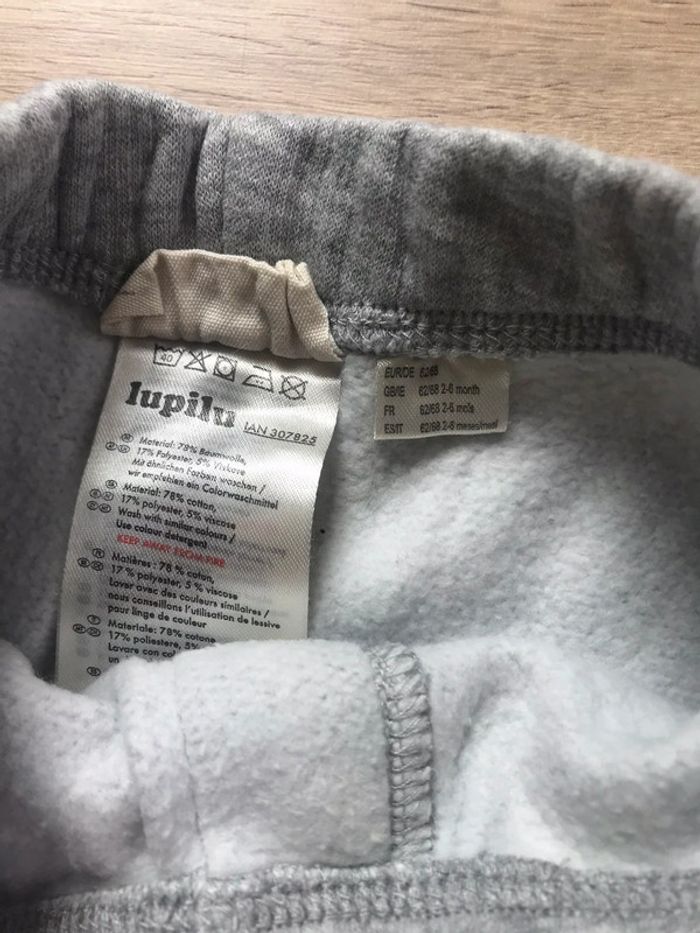 40
lupilu
IAN 307825
Material: 78% Baumwolle,
17% Polyester, 5% Viskose
Mit ähnlichen Farben waschen /
wir empfehlen ein Colorwaschmittel
Material: 78% cotton,
17% polyester, 5% viscose
Wash with similar colours /
Use colour detergent
KEEP AWAY FROM FIRE
Matières : 78 % coton,
17 % polyester, 5 % viscose
Laver avec des couleurs similaires /
nous conseillons l'utilisation de lessive
pour linge de couleur
Materiale: 78% cotone
17% poliestere, 5%
Lavare con
un
EUR/DE 62/68
GB/IE 62/68 2-6 month
FR 62/68 2-6 mois
ES/IT 62/68 2-6 meses/mesi